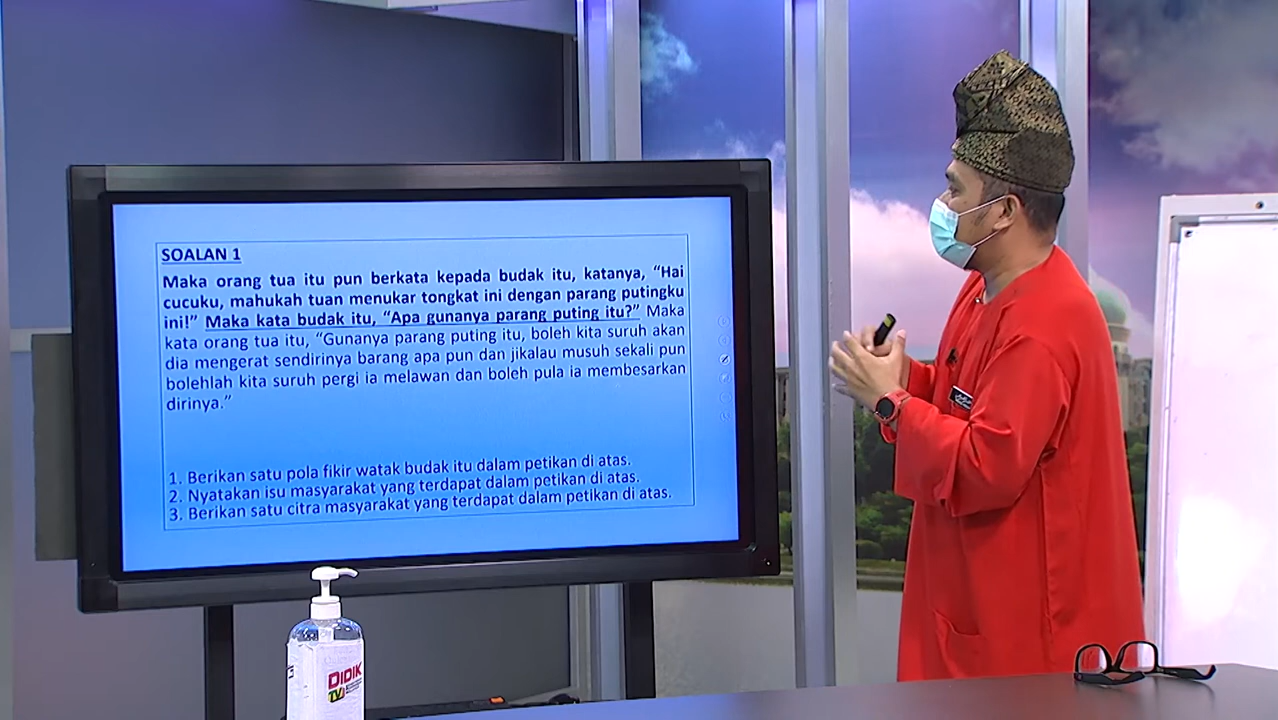 SOALAN 1
Maka orang tua itu pun berkata kepada budak itu, katanya, “Hai
cucuku, mahukah tuan menukar tongkat ini dengan parang putingku
ini!” Maka kata budak itu, “Apa gunanya parang puting itu?” Maka
kata orang tua itu, “Gunanya parang puting itu, boleh kita suruh akan
dia mengerat sendirinya barang apa pun dan jikalau musuh sekali pun
bolehlah kita suruh pergi ia melawan dan boleh pula ia membesarkan
dirinya.”
1. Berikan satu pola fikir watak budak itu dalam petikan di atas.
2. Nyatakan isu masyarakat yang terdapat dalam petikan di atas.
3. Berikan satu citra masyarakat yang terdapat dalam petikan di atas.
DIDIK
TV